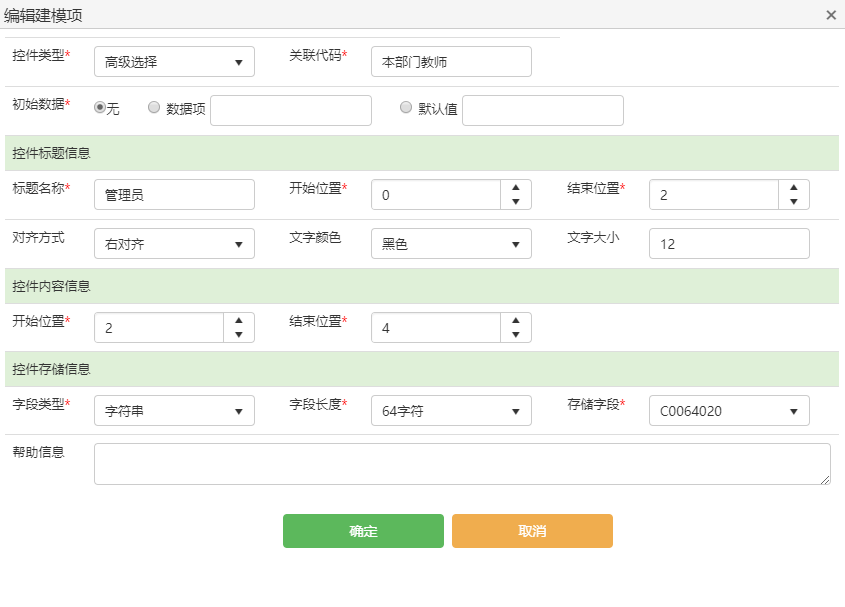 编辑建模项
控件类型* 高级选择 关联代码* 本部门教师
初始数据* 无 数据项 默认值
控件标题信息
标题名称* 管理员 开始位置* 0 结束位置* 2
对齐方式 右对齐 文字颜色 黑色 文字大小 12
控件内容信息
开始位置* 2 结束位置* 4
控件存储信息
字段类型* 字符串 字段长度* 64字符 存储字段* C0064020
帮助信息
确定 取消